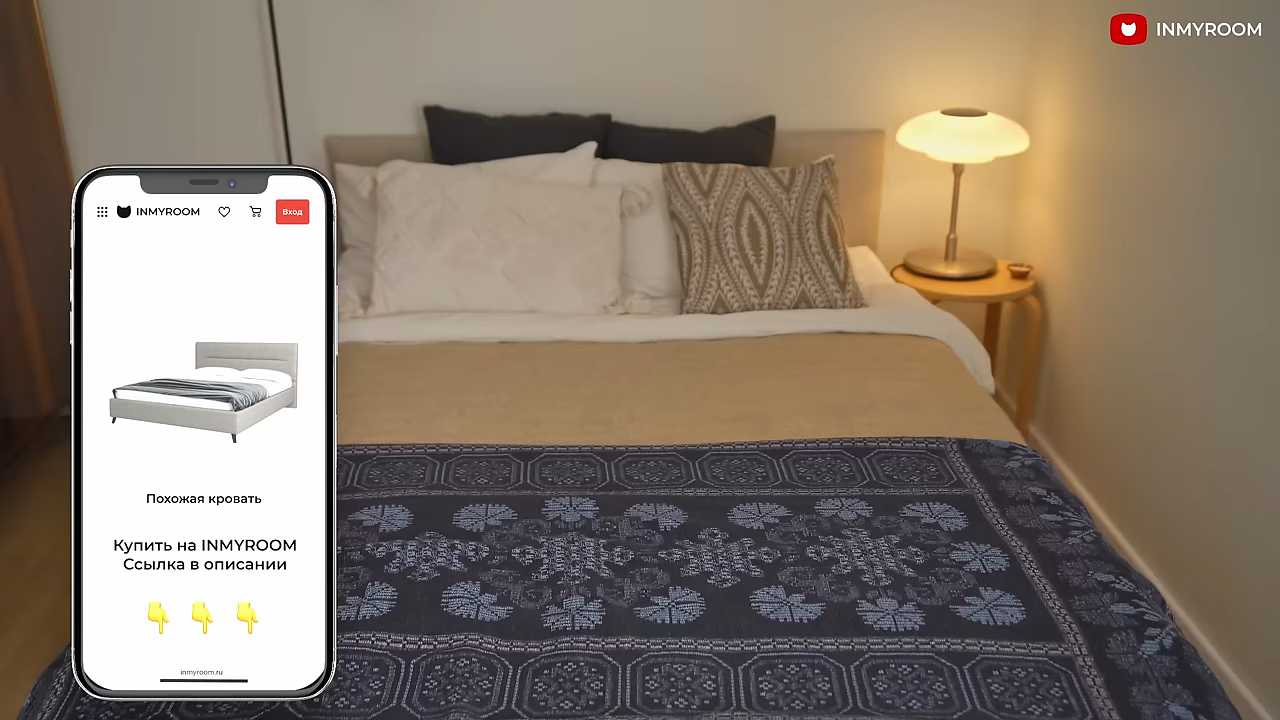 INMYROOM
INMYROOM
Вход
Похожая кровать
Купить на INMYROOM
Ссылка в описании
inmyroom.ru